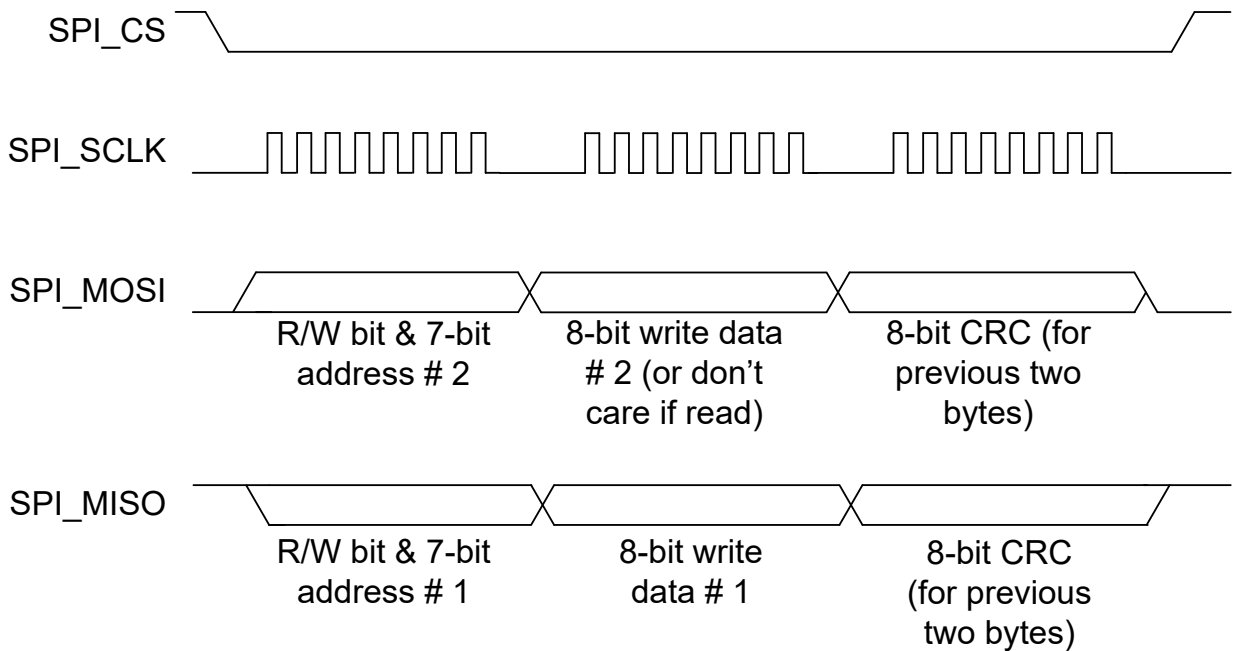 SPI_CS
SPI_SCLK
SPI_MOSI
R/W bit & 7-bit
address # 2
8-bit write data
# 2 (or don’t
care if read)
8-bit CRC (for
previous two
bytes)
SPI_MISO
R/W bit & 7-bit
address # 1
8-bit write
data # 1
8-bit CRC
(for previous
two bytes)